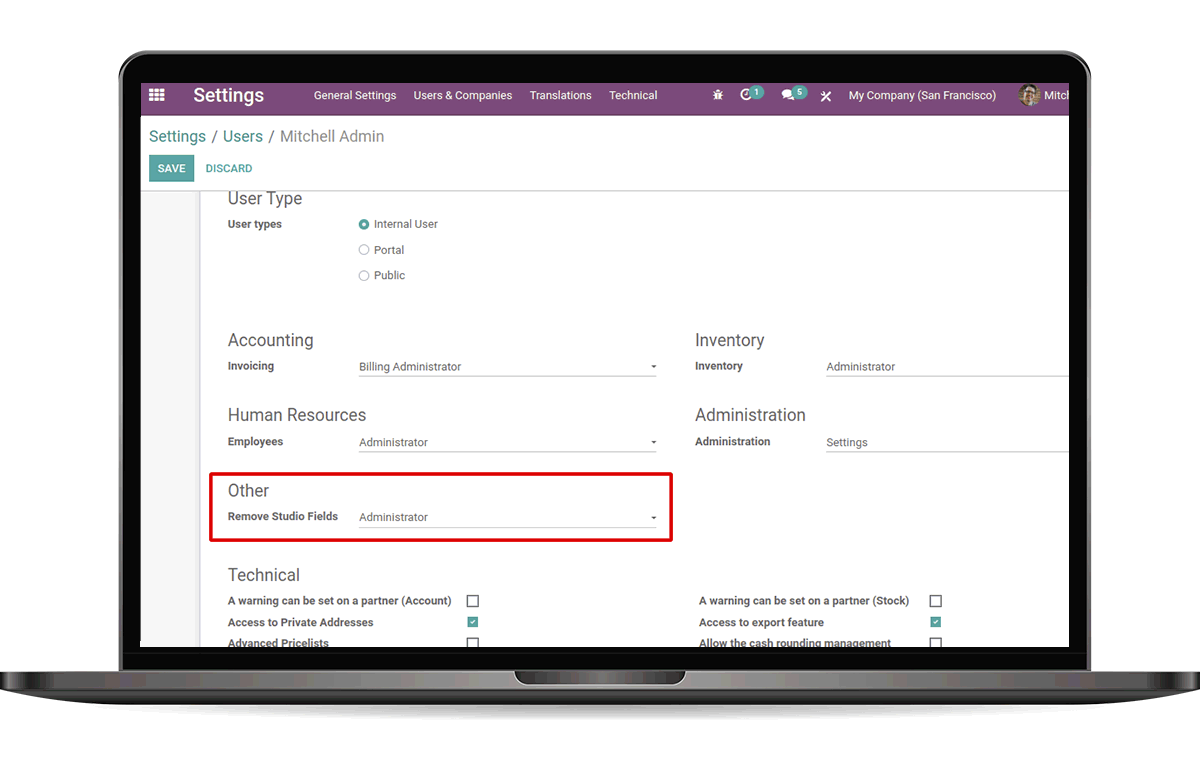 Settings General Settings Users & Companies Translations Technical 1 5 My Company (San Francisco) Mitch
Settings / Users / Mitchell Admin
SAVE DISCARD
User Type
User types Internal User
Portal
Public
Accounting Inventory
Invoicing Billing Administrator Inventory Administrator
Human Resources Administration
Employees Administrator Administration Settings
Other
Remove Studio Fields Administrator
Technical
A warning can be set on a partner (Account) A warning can be set on a partner (Stock)
Access to Private Addresses Access to export feature
Advanced Pricelists Allow the cash rounding management